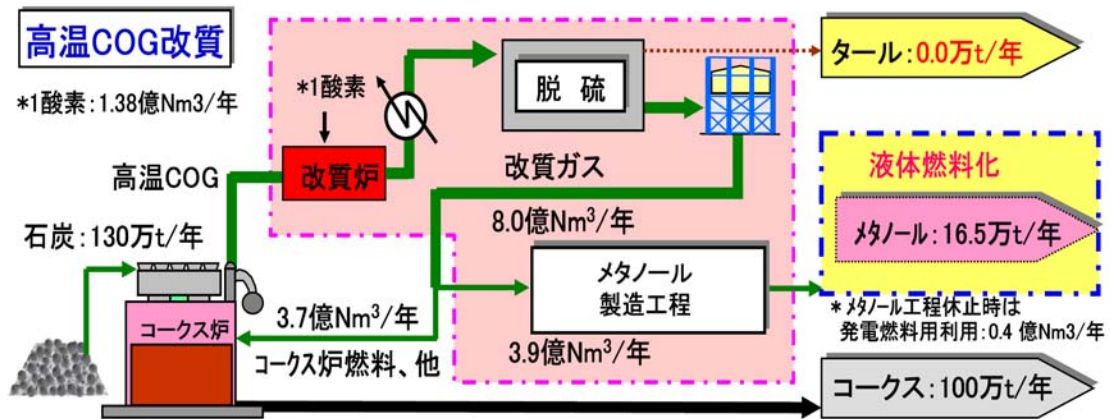 高温COG改質
*1酸素:1.38億Nm3/年
*1酸素
脱 硫
タール:0.0万t/年
高温COG
改質炉
改質ガス
8.0億Nm³/年
液体燃料化
メタノール:16.5万t/年
石炭:130万t/年
メタノール
製造工程
コークス炉
3.7億Nm³/年
コークス炉燃料、他
3.9億Nm³/年
*メタノール工程休止時は
発電燃料用利用:0.4 億Nm3/年
コークス:100万t/年